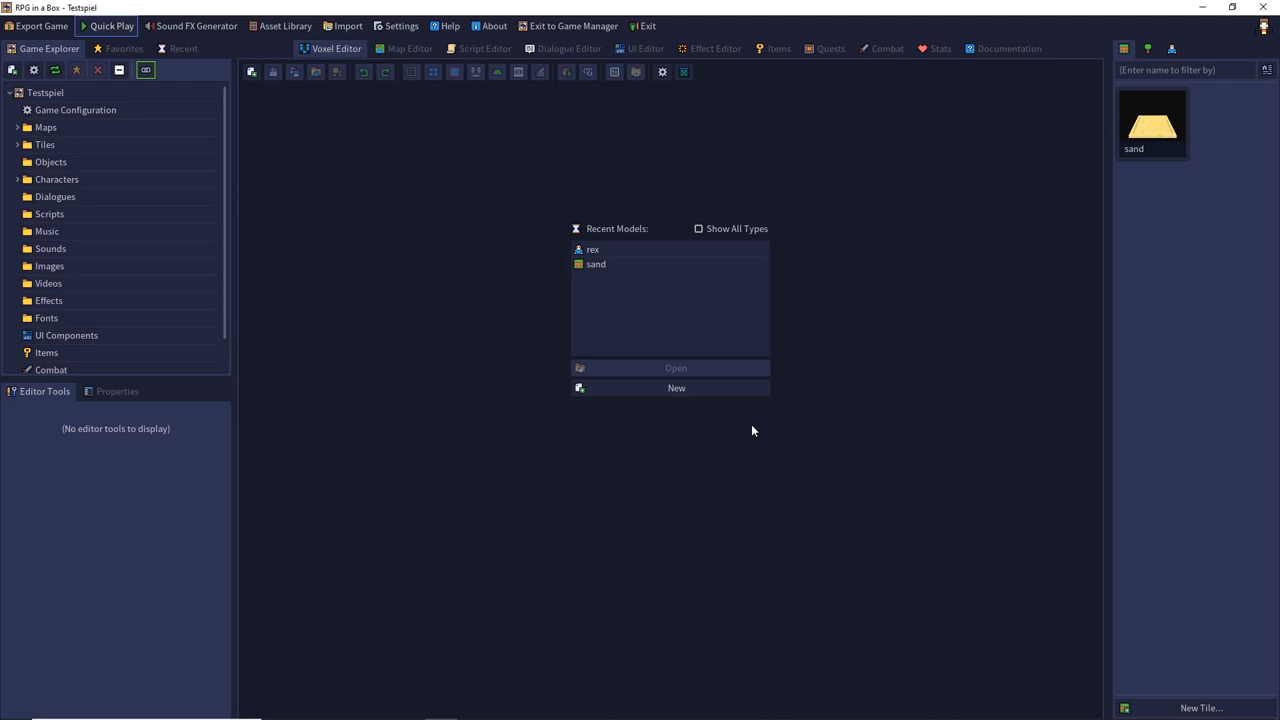 RPG in a Box - Testspiel
Export Game Quick Play Sound FX Generator Asset Library Import Settings Help About Exit to Game Manager Exit
Game Explorer Favorites Recent Voxel Editor Map Editor Script Editor Dialogue Editor UI Editor Effect Editor Items Quests Combat Stats Documentation
(Enter name to filter by)
Testspiel
Game Configuration
Maps
Tiles
Objects
Characters
Dialogues
Scripts
Music
Sounds
Images
Videos
Effects
Fonts
UI Components
Items
Combat
Editor Tools Properties
(No editor tools to display)
Recent Models: Show All Types
rex
sand
Open
New
sand
New Tile...